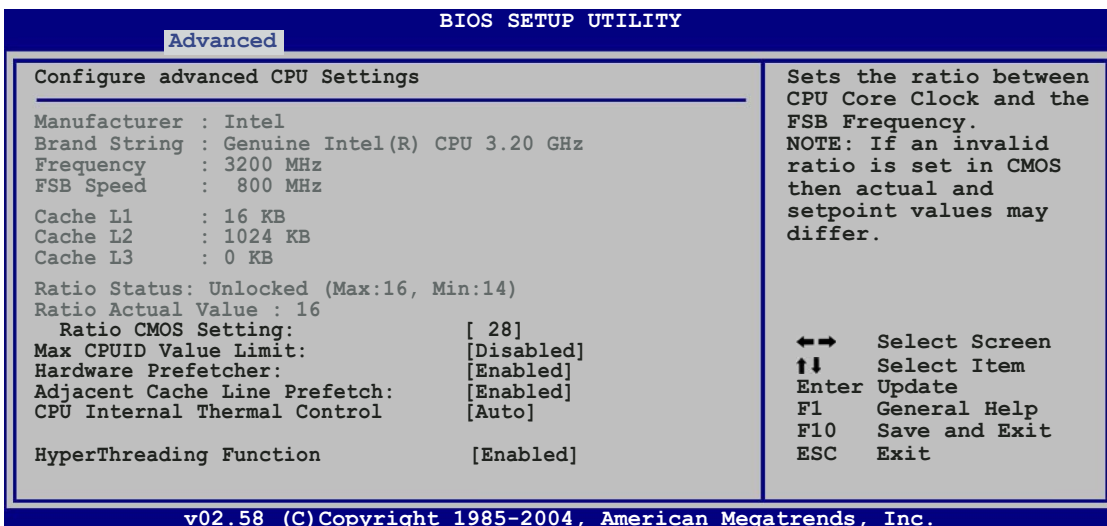 BIOS SETUP UTILITY
Advanced
Configure advanced CPU Settings
Manufacturer : Intel
Brand String : Genuine Intel(R) CPU 3.20 GHz
Frequency : 3200 MHz
FSB Speed : 800 MHz
Cache L1 : 16 KB
Cache L2 : 1024 KB
Cache L3 : 0 KB
Ratio Status: Unlocked (Max:16, Min:14)
Ratio Actual Value : 16
Ratio CMOS Setting: [ 28]
Max CPUID Value Limit: [Disabled]
Hardware Prefetcher: [Enabled]
Adjacent Cache Line Prefetch: [Enabled]
CPU Internal Thermal Control [Auto]
HyperThreading Function [Enabled]
Sets the ratio between
CPU Core Clock and the
FSB Frequency.
NOTE: If an invalid
ratio is set in CMOS
then actual and
setpoint values may
differ.
←→ Select Screen
↑↓ Select Item
Enter Update
F1 General Help
F10 Save and Exit
ESC Exit
v02.58 (C)Copyright 1985-2004, American Megatrends, Inc.